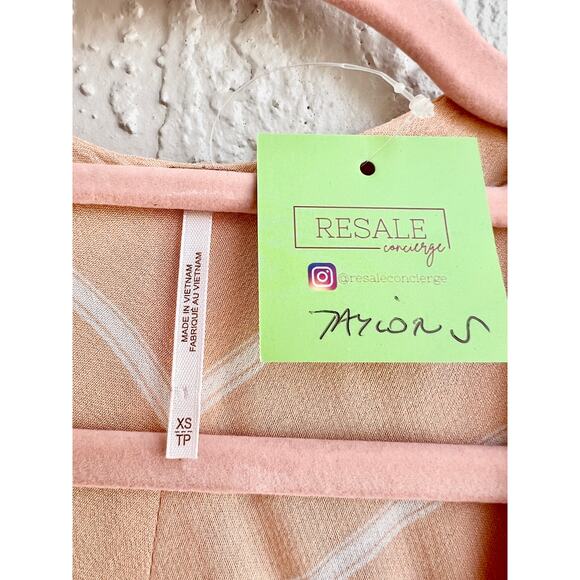 RESALE
concierge
@resaleconcierge
TAYLOR S
MADE IN VIETNAM
FABRIQUÉ AU VIETNAM
XS
TP